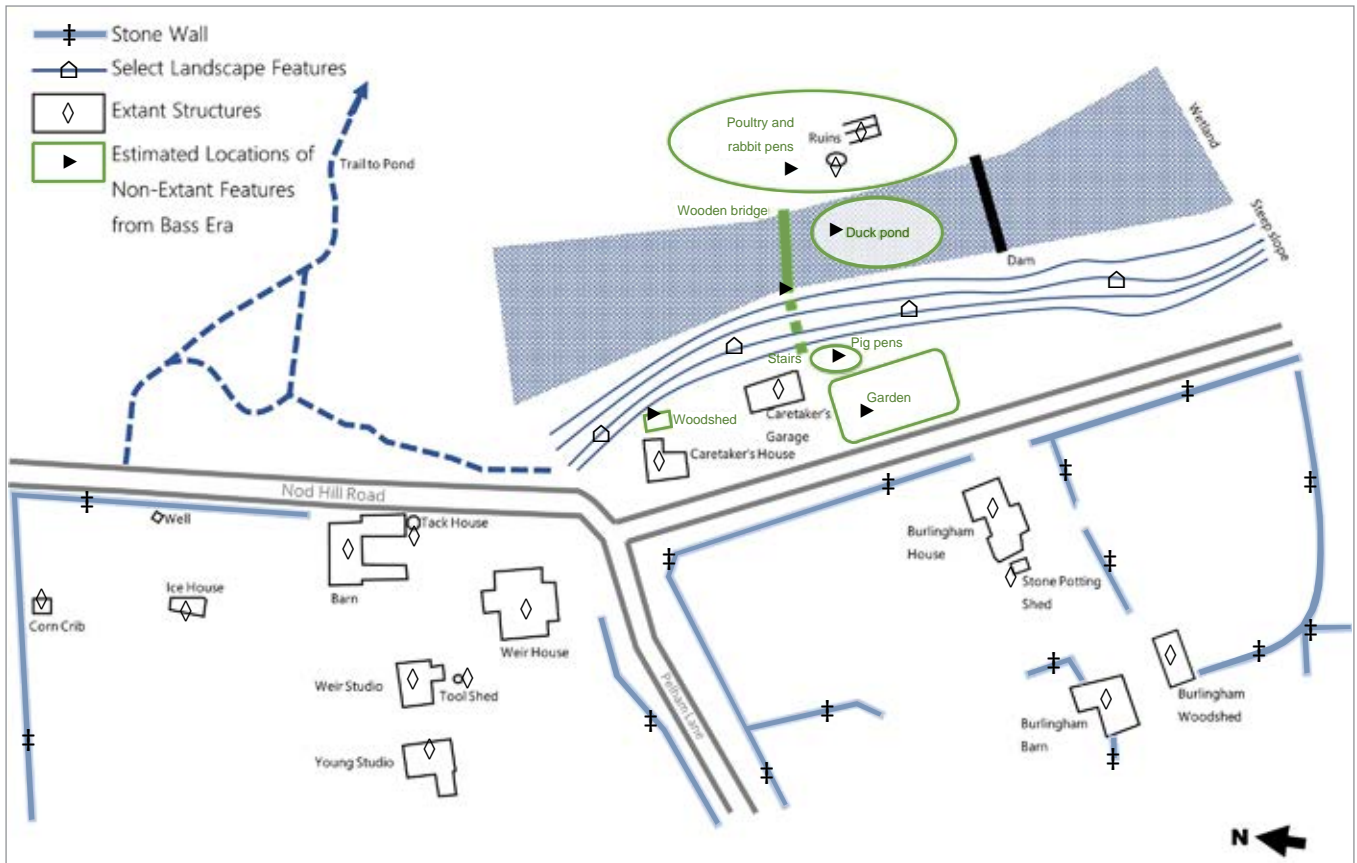 Stone Wall
Select Landscape Features
Extant Structures
Estimated Locations of
Non-Extant Features
from Bass Era
Trail to Pond
Poultry and
rabbit pens
Ruins
Wetland
Wooden bridge
Duck pond
Steep slope
Dam
Stairs
Pig pens
Garden
Caretaker's
Garage
Woodshed
Caretaker's House
Nod Hill Road
Well
Tack House
Ice House
Barn
Corn Crib
Weir House
Weir Studio
Tool Shed
Young Studio
Pelham Lane
Burlingham
House
Stone Potting
Shed
Burlingham
Woodshed
Burlingham
Barn
N